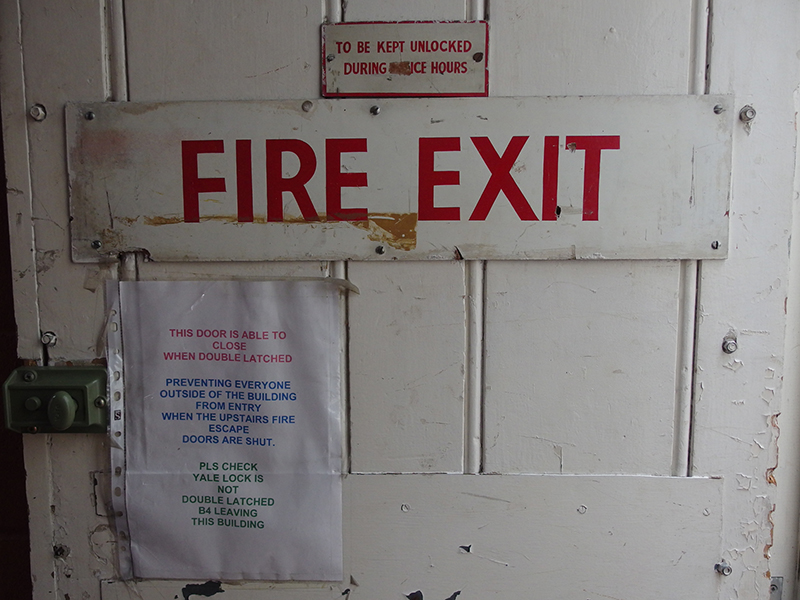 TO BE KEPT UNLOCKED
DURING HOURS
FIRE EXIT
THIS DOOR IS ABLE TO
CLOSE
WHEN DOUBLE LATCHED
PREVENTING EVERYONE
OUTSIDE OF THE BUILDING
FROM ENTRY
WHEN THE UPSTAIRS FIRE
ESCAPE
DOORS ARE SHUT.
PLS CHECK
YALE LOCK IS
NOT
DOUBLE LATCHED
B4 LEAVING
THIS BUILDING